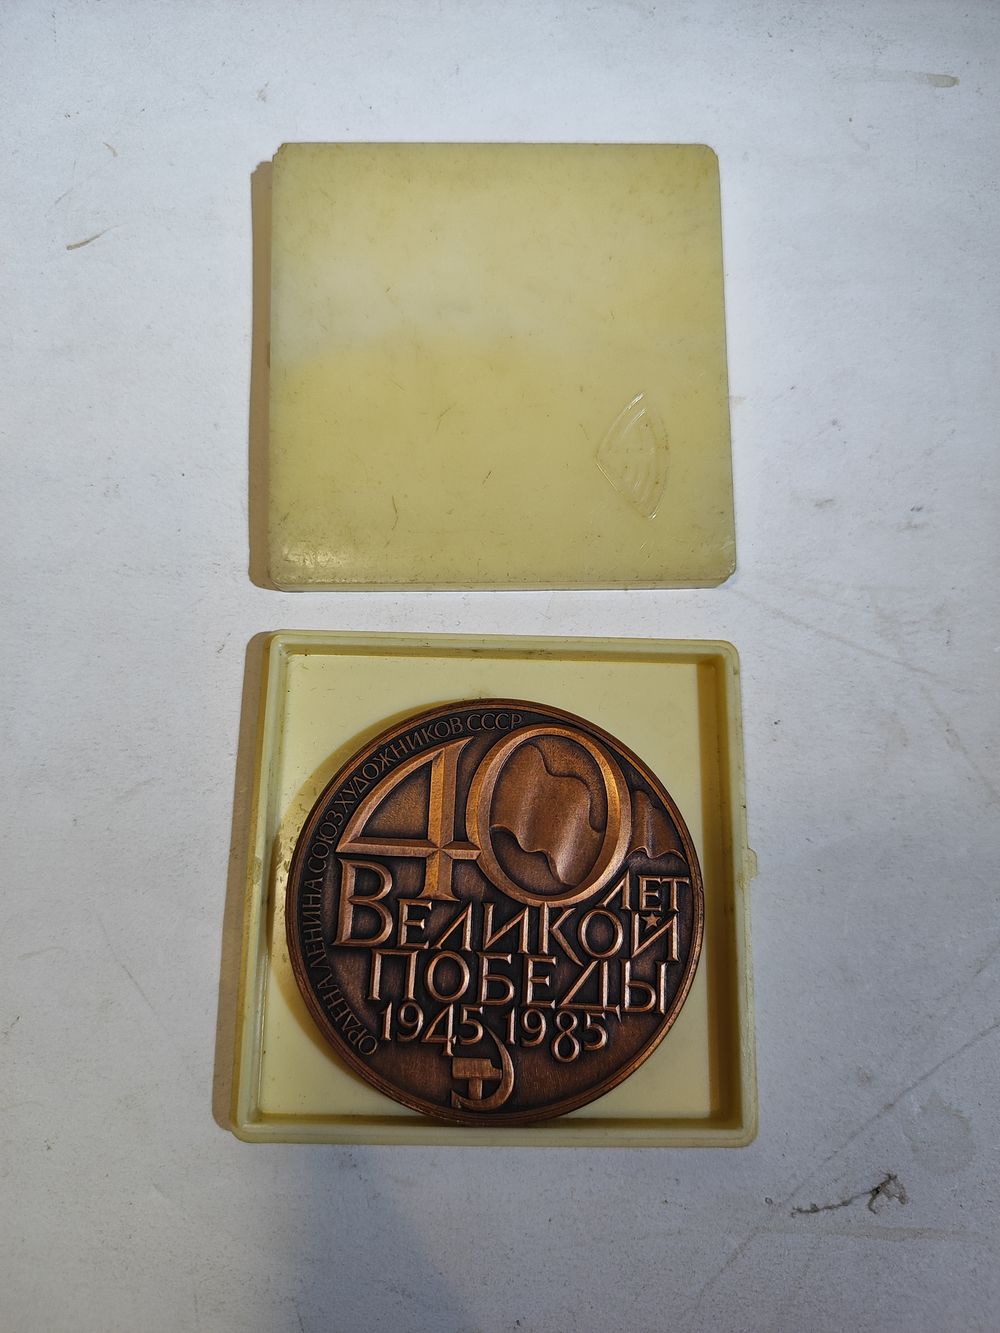 ОРДЕНА ЛЕНИНА СОЮЗ ХУДОЖНИКОВ СССР
40
ЛЕТ
ВЕЛИКОЙ
ПОБЕДЫ
1945 1985